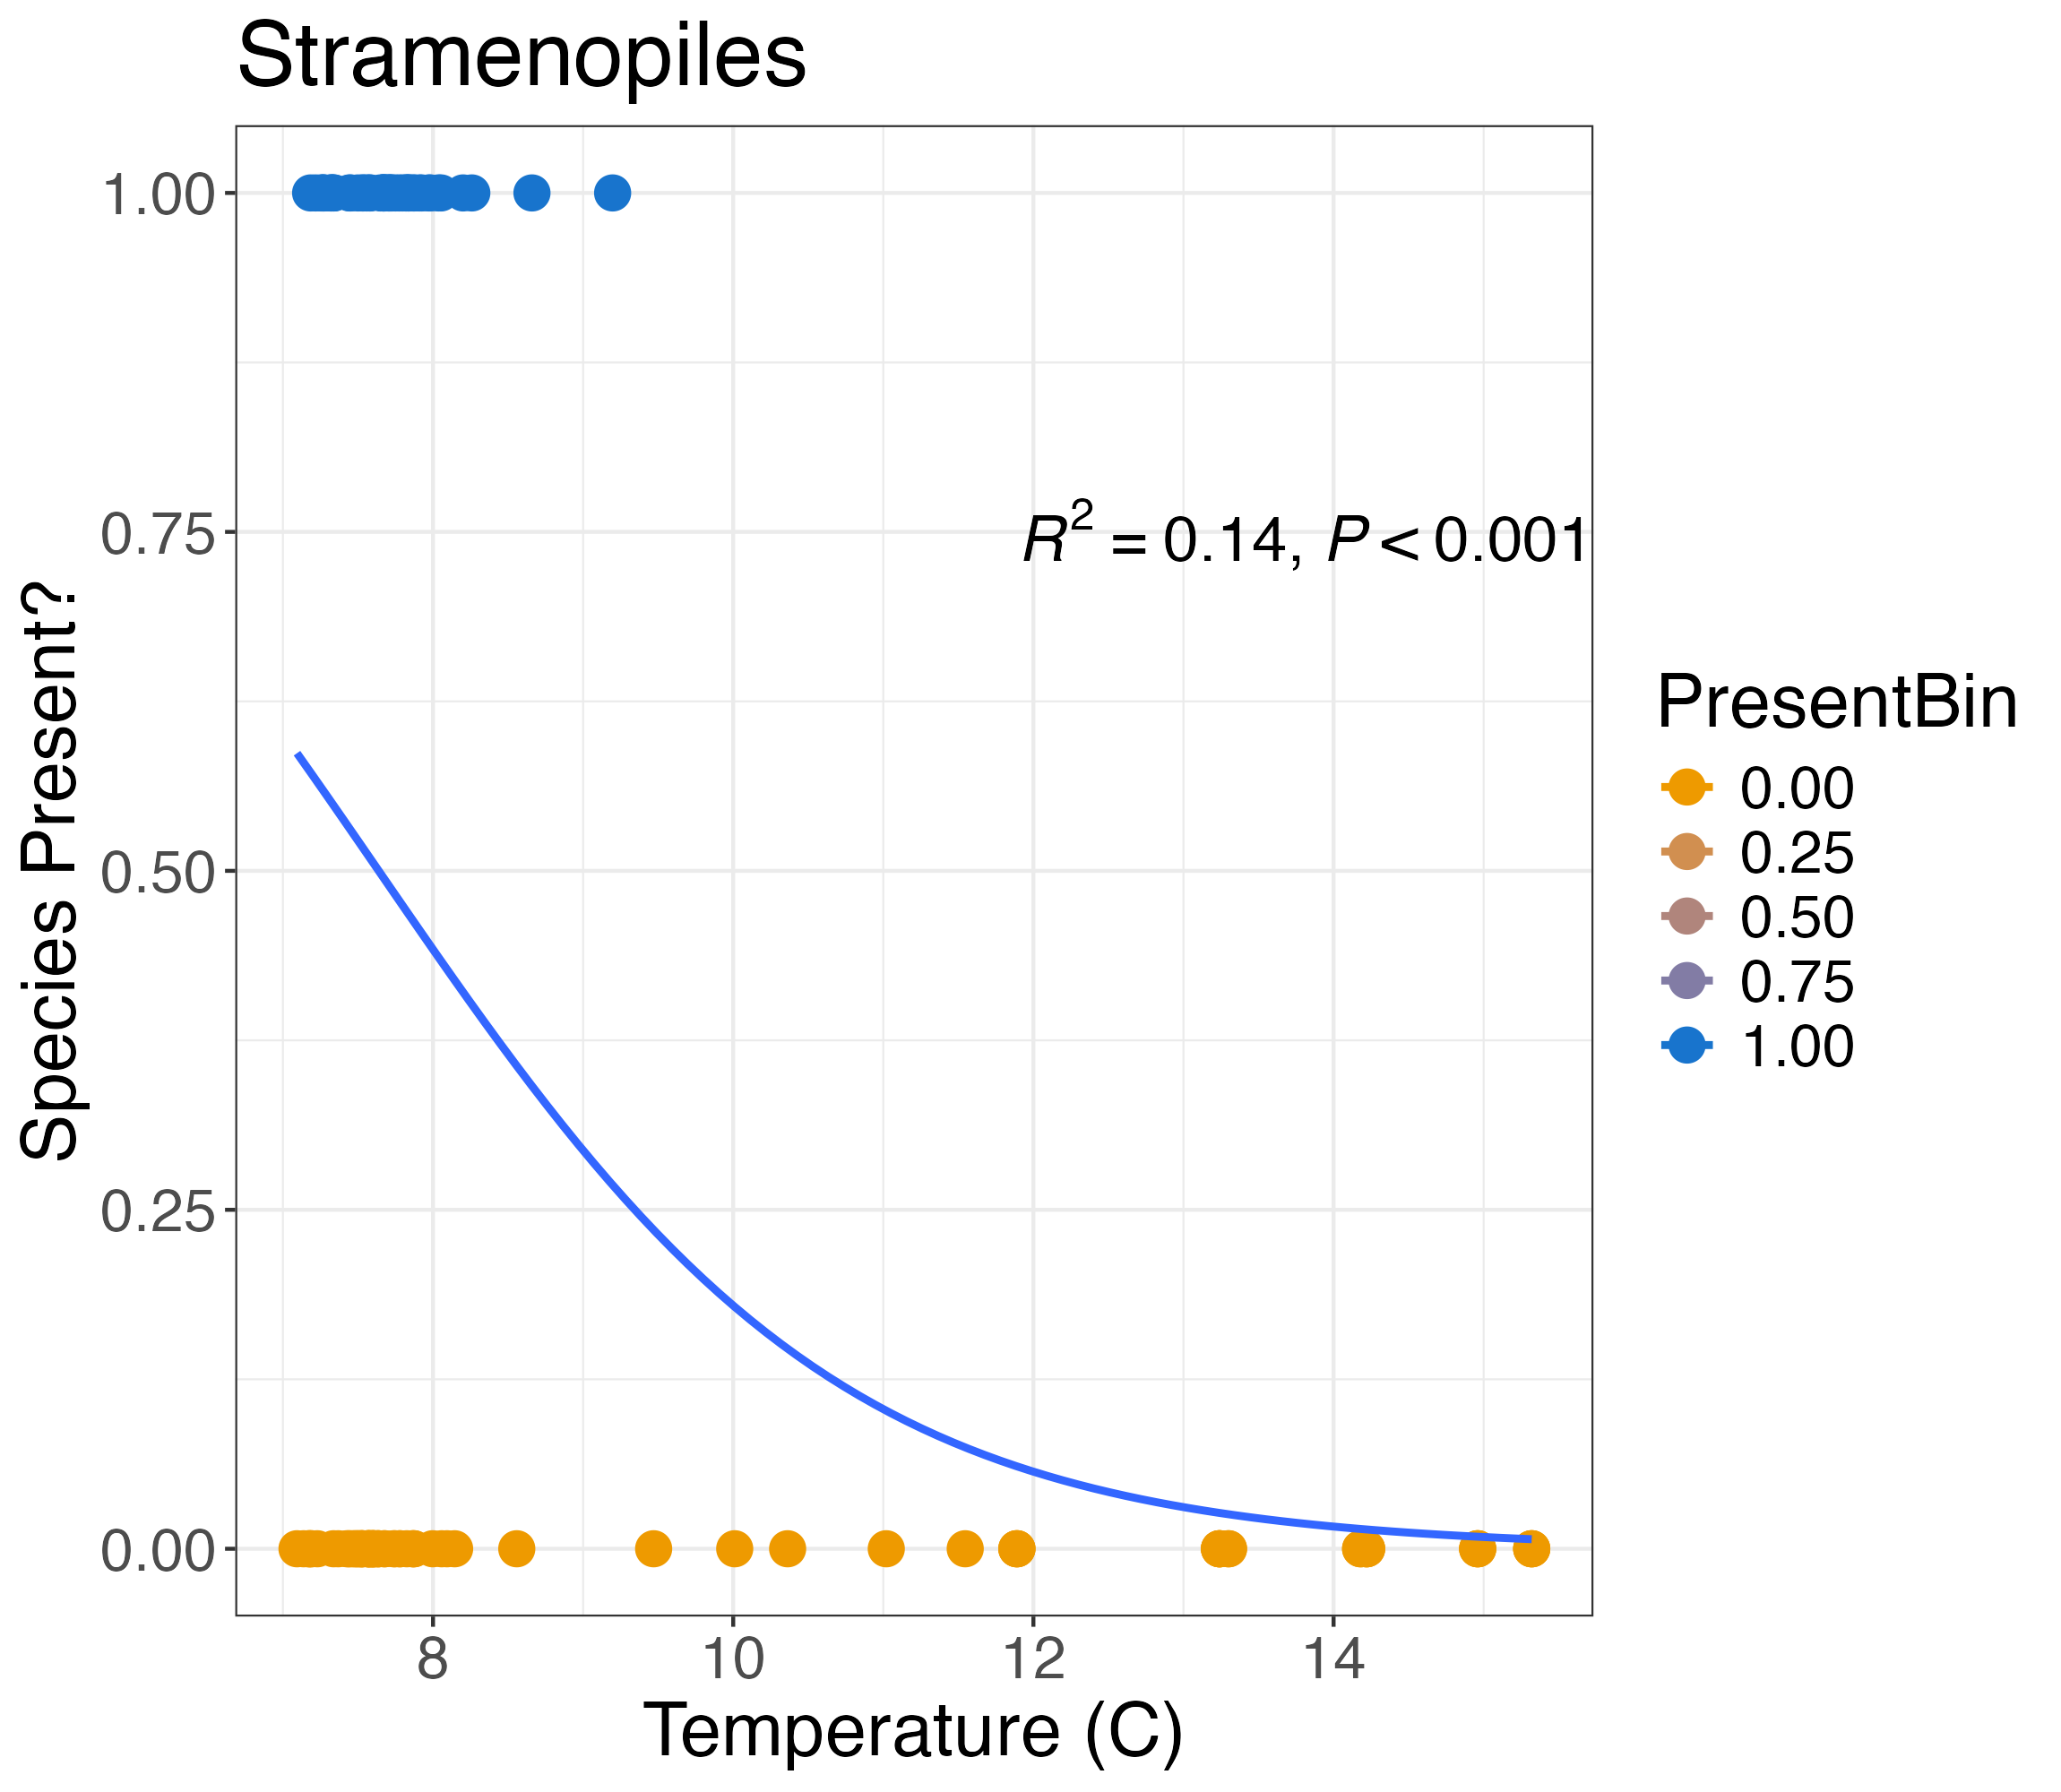 Stramenopiles
1.00
0.75
0.50
0.25
0.00
Species Present?
R² = 0.14, P < 0.001
8 10 12 14
Temperature (C)
PresentBin
0.00
0.25
0.50
0.75
1.00